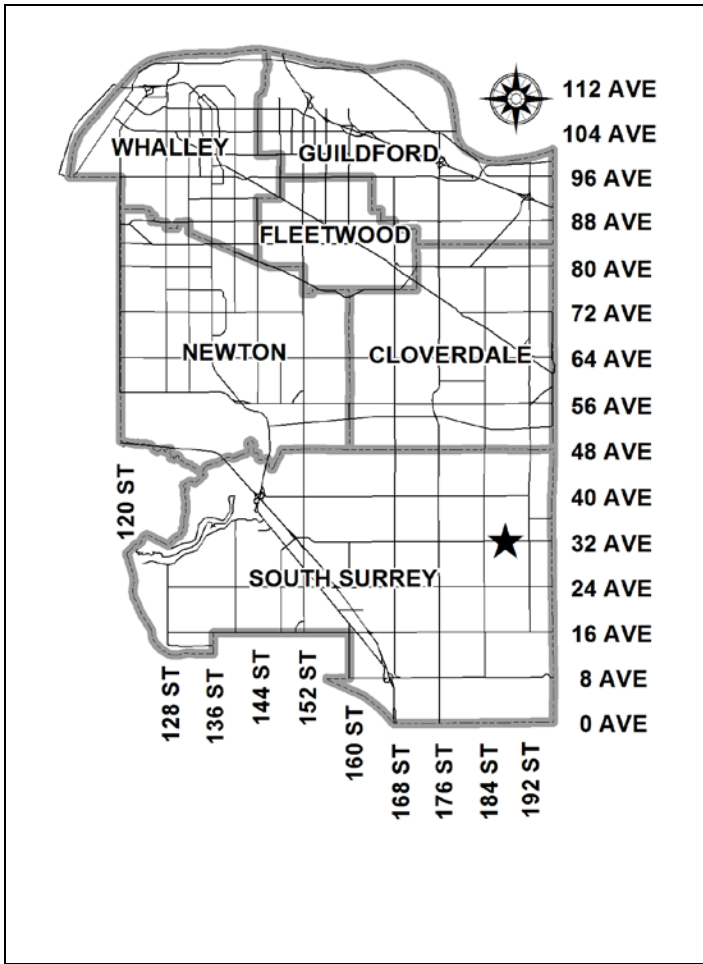 112 AVE
104 AVE
WHALLEY
GUILDFORD
96 AVE
88 AVE
FLEETWOOD
80 AVE
72 AVE
NEWTON
CLOVERDALE
64 AVE
56 AVE
48 AVE
120 ST
40 AVE
32 AVE
SOUTH SURREY
24 AVE
16 AVE
8 AVE
0 AVE
128 ST
136 ST
144 ST
152 ST
160 ST
168 ST
176 ST
184 ST
192 ST